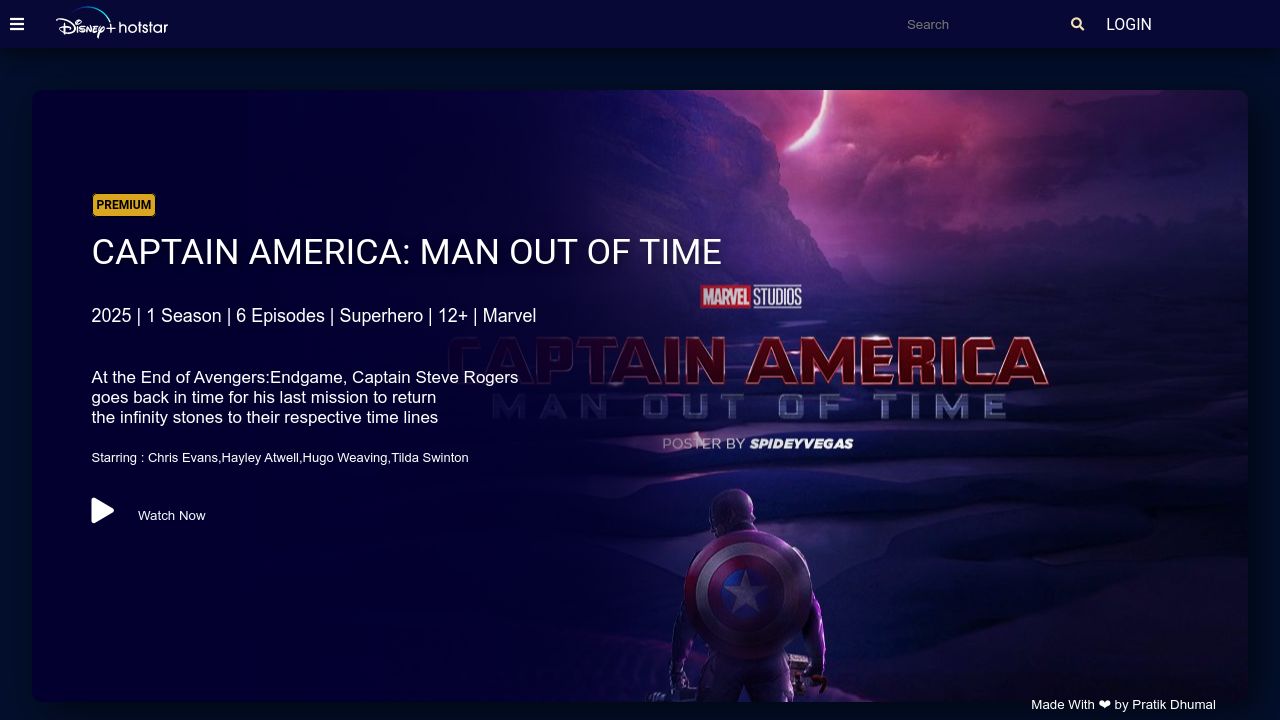 Disney+ hotstar
Search
LOGIN
PREMIUM
CAPTAIN AMERICA: MAN OUT OF TIME
2025 | 1 Season | 6 Episodes | Superhero | 12+ | Marvel
MARVEL STUDIOS
CAPTAIN AMERICA
MAN OUT OF TIME
POSTER BY SPIDEYVEGAS
At the End of Avengers:Endgame, Captain Steve Rogers
goes back in time for his last mission to return
the infinity stones to their respective time lines
Starring : Chris Evans,Hayley Atwell,Hugo Weaving,Tilda Swinton
Watch Now
Made With ❤ by Pratik Dhumal